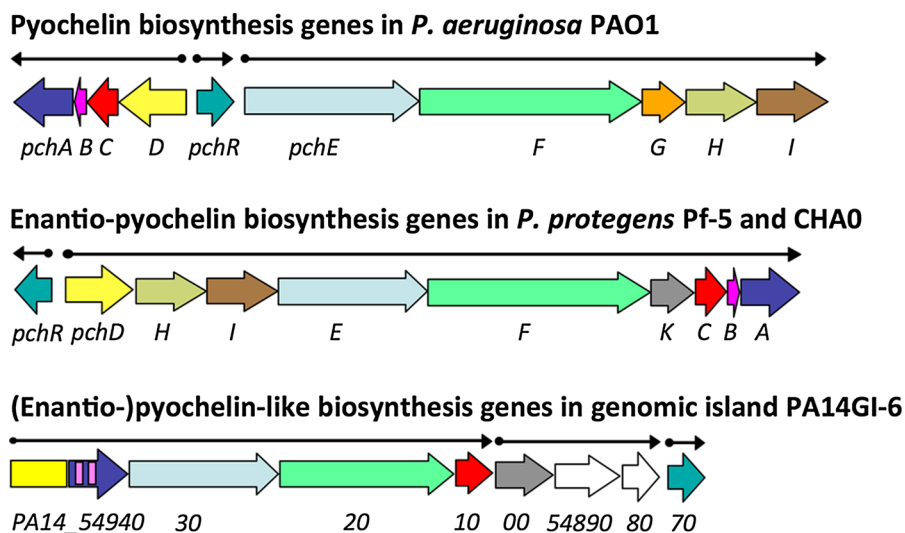 Pyochelin biosynthesis genes in P. aeruginosa PAO1
pchA B C D pchR pchE F G H I
Enantio-pyochelin biosynthesis genes in P. protegens Pf-5 and CHA0
pchR pchD H I E F K C B A
(Enantio-)pyochelin-like biosynthesis genes in genomic island PA14GI-6
PA14_54940 30 20 10 00 54890 80 70